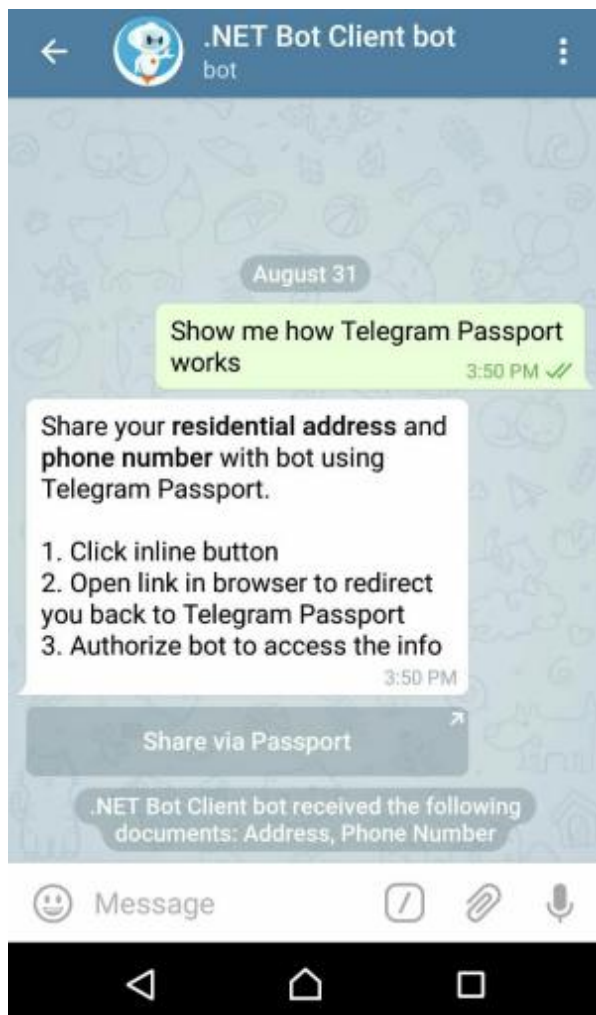 .NET Bot Client bot
bot
August 31
Show me how Telegram Passport
works
3:50 PM
Share your residential address and
phone number with bot using
Telegram Passport.
1. Click inline button
2. Open link in browser to redirect
you back to Telegram Passport
3. Authorize bot to access the info
3:50 PM
Share via Passport
.NET Bot Client bot received the following
documents: Address, Phone Number
Message